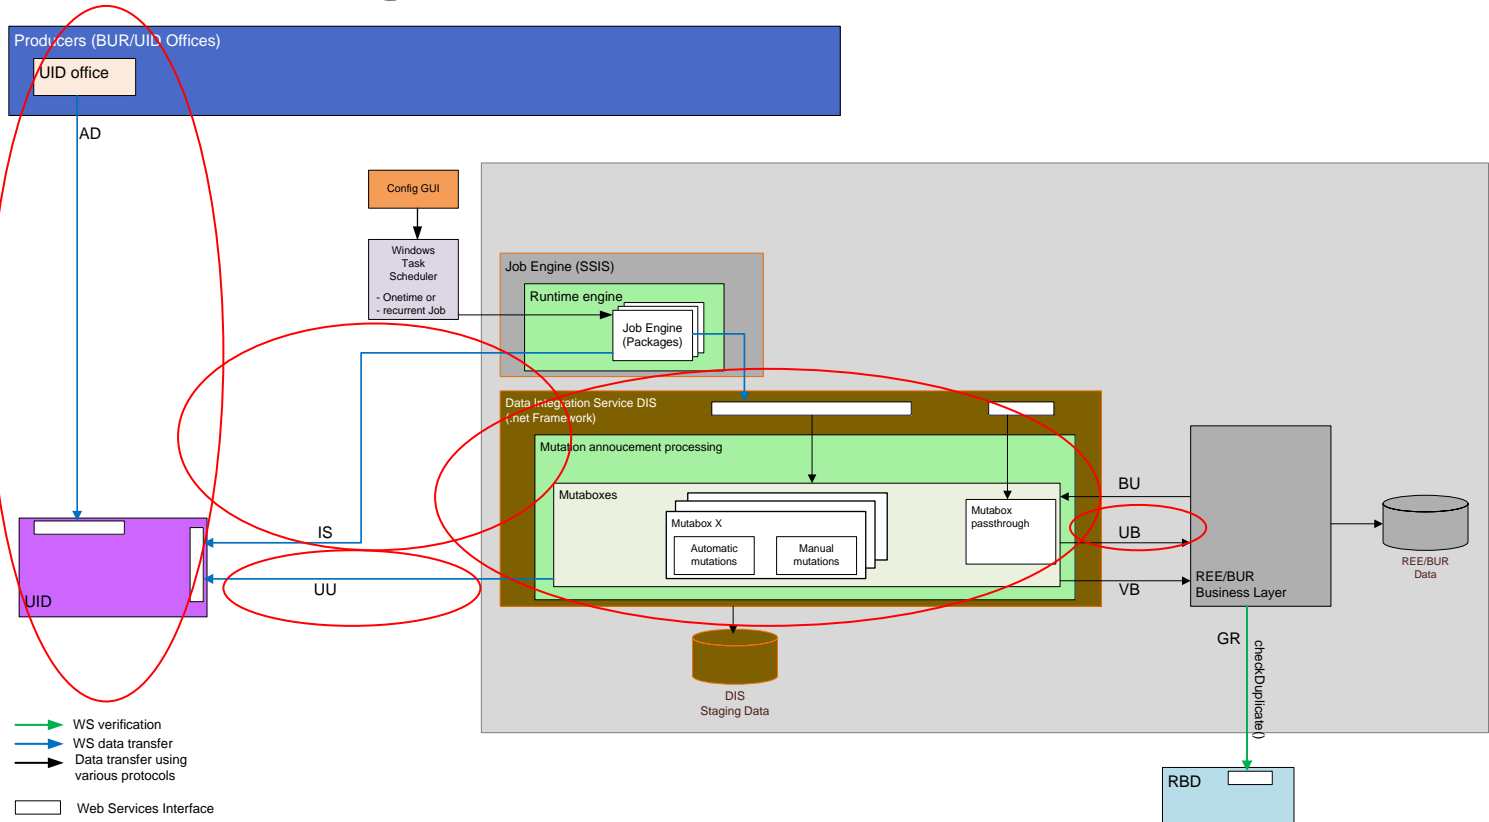 Producers (BUR/UID Offices)
UID office
AD
Config GUI
Windows
Task
Scheduler
- Onetime or
- recurrent Job
Job Engine (SSIS)
Runtime engine
Job Engine
(Packages)
Data Integration Service DIS
(.net Framework)
Mutation annoucement processing
Mutaboxes
Mutabox X
Automatic
mutations
Manual
mutations
Mutabox
passthrough
BU
UB
VB
IS
UU
UID
REE/BUR
Business Layer
REE/BUR
Data
GR
checkDuplicate()
DIS
Staging Data
RBD
WS verification
WS data transfer
Data transfer using
various protocols
Web Services Interface